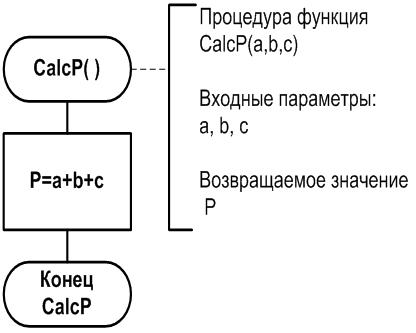 CalcP( )
P=a+b+c
Конец
CalcP
Процедура функция
CalcP(a,b,c)
Входные параметры:
a, b, c
Возвращаемое значение
P